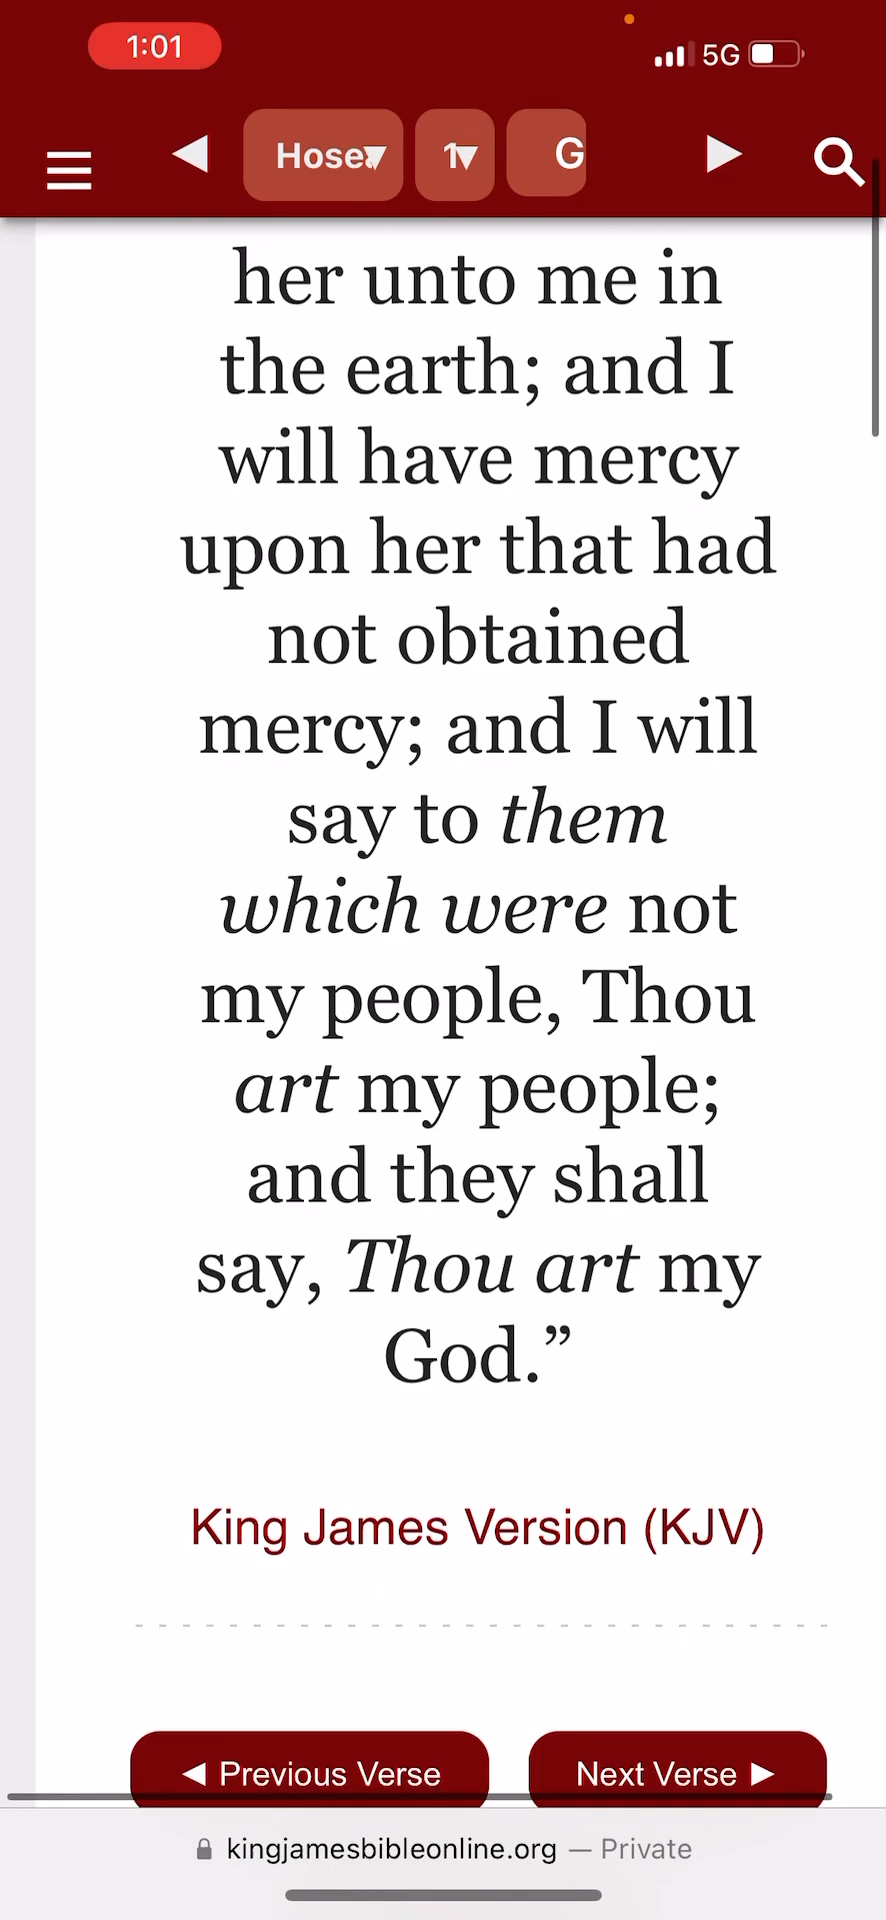 1:01
5G
Hosea
1
G
her unto me in
the earth; and I
will have mercy
upon her that had
not obtained
mercy; and I will
say to them
which were not
my people, Thou
art my people;
and they shall
say, Thou art my
God.”
King James Version (KJV)
◀ Previous Verse
Next Verse ▶
kingjamesbibleonline.org — Private